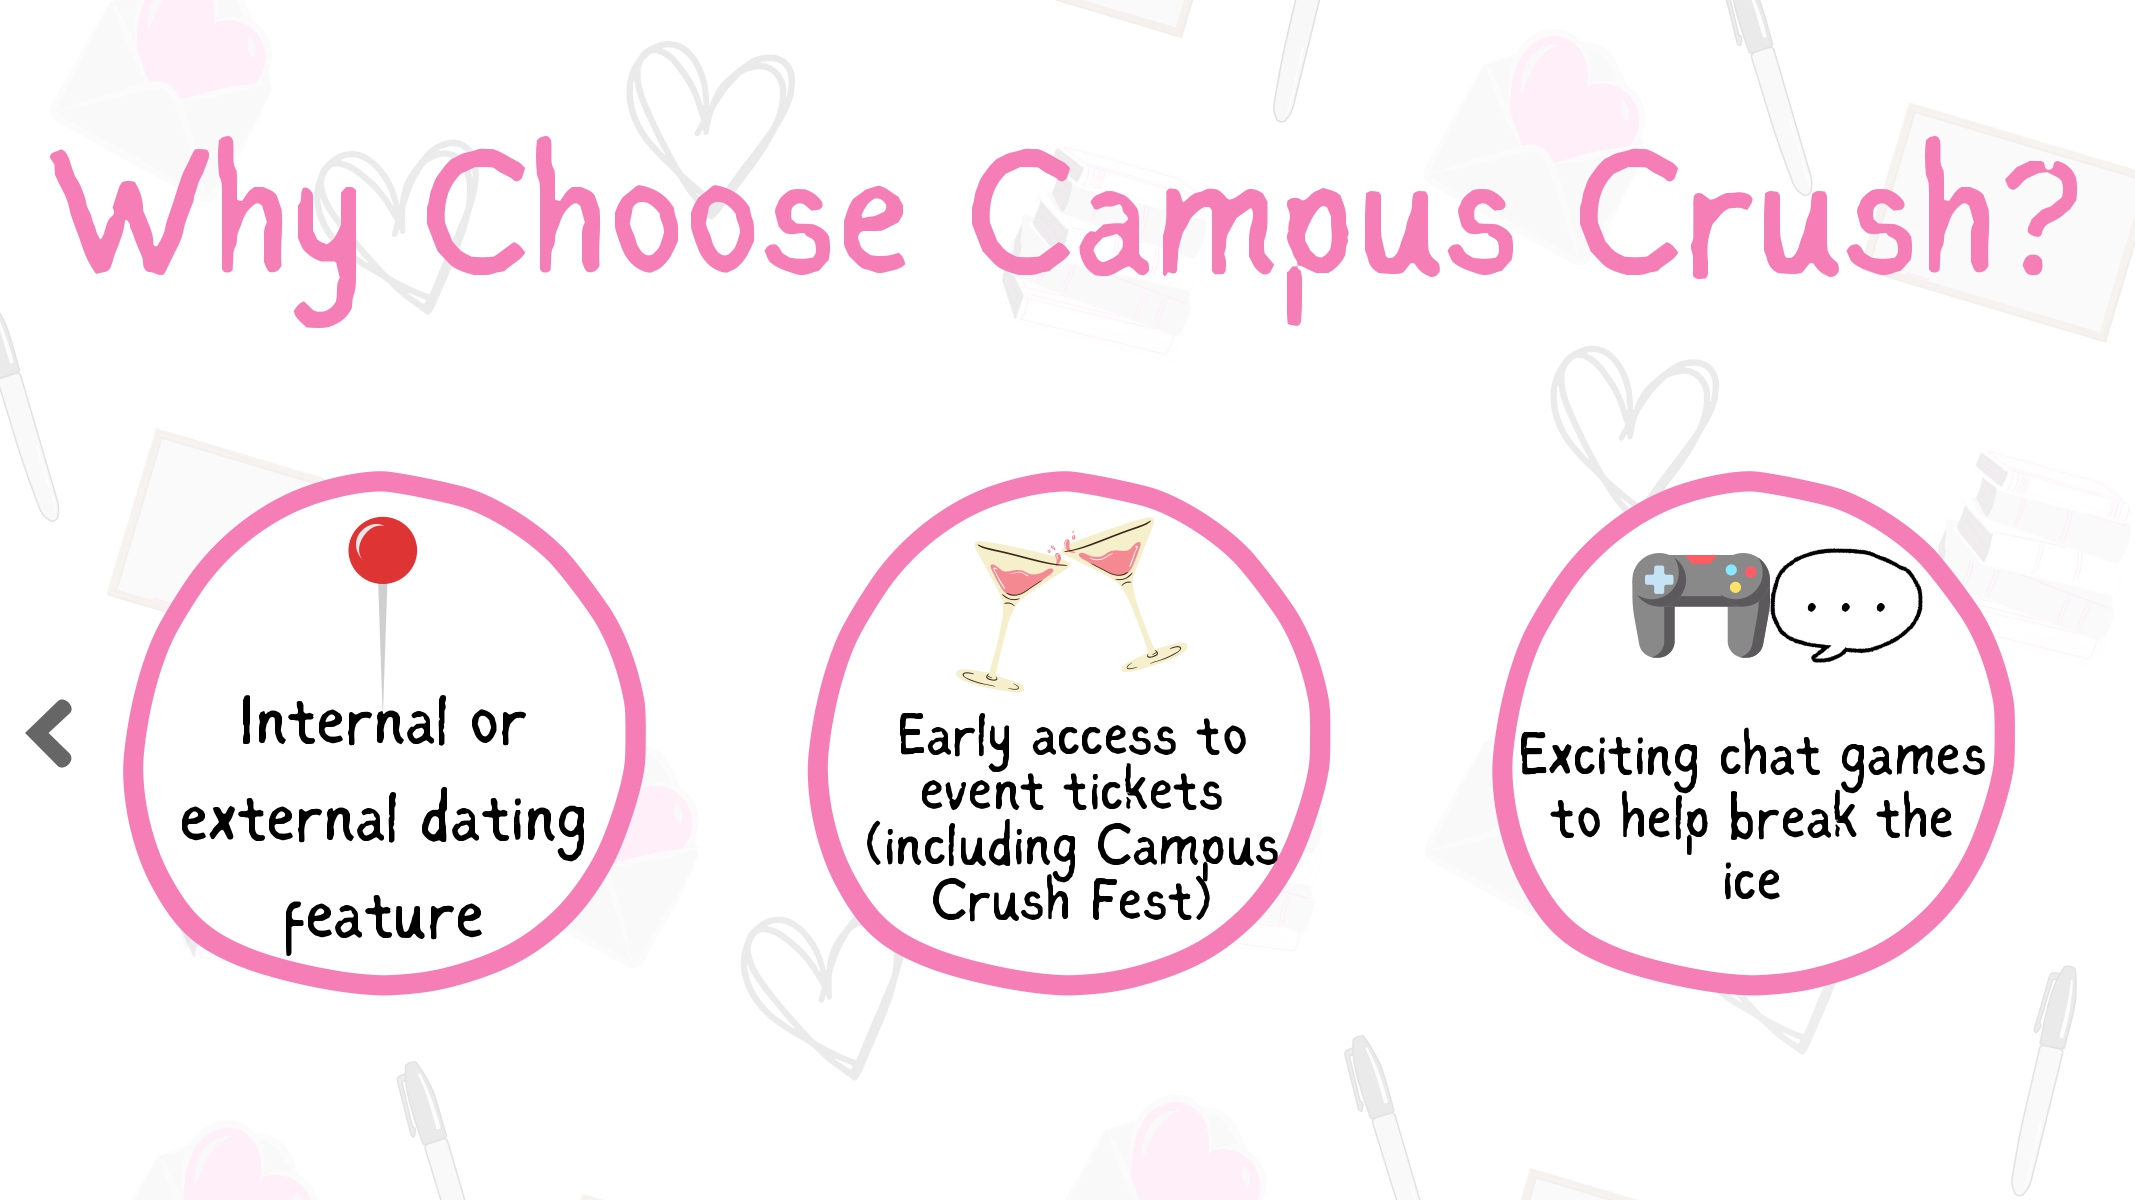 Why Choose Campus Crush?
Internal or
external dating
feature
Early access to
event tickets
(including Campus
Crush Fest)
Exciting chat games
to help break the
ice